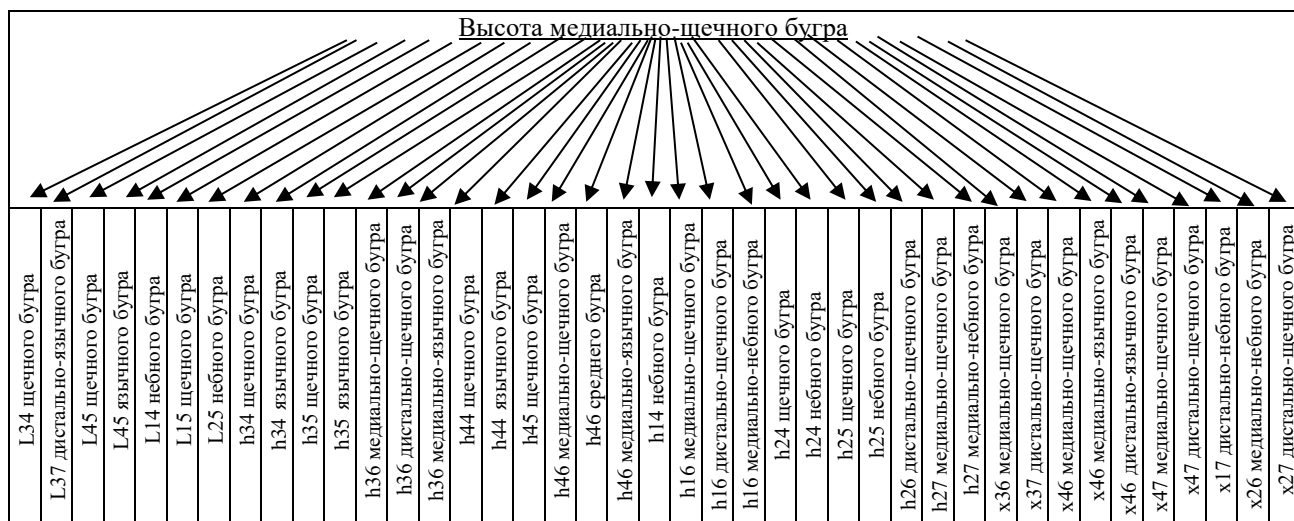 Высота медиально-щечного бугра
L34 щечного бугра
L37 дистально-язычного бугра
L45 щечного бугра
L45 язычного бугра
L14 небного бугра
L15 щечного бугра
L25 небного бугра
h34 щечного бугра
h34 язычного бугра
h35 щечного бугра
h35 язычного бугра
h36 медиально-щечного бугра
h36 дистально-щечного бугра
h36 медиально-язычного бугра
h44 щечного бугра
h44 язычного бугра
h45 щечного бугра
h46 медиально-щечного бугра
h46 среднего бугра
h46 медиально-язычного бугра
h14 небного бугра
h16 медиально-щечного бугра
h16 дистально-щечного бугра
h16 медиально-небного бугра
h24 щечного бугра
h24 небного бугра
h25 щечного бугра
h25 небного бугра
h26 дистально-щечного бугра
h27 медиально-щечного бугра
h27 медиально-небного бугра
x36 медиально-щечного бугра
x37 дистально-щечного бугра
x46 медиально-щечного бугра
x46 медиально-язычного бугра
x46 дистально-язычного бугра
x47 медиально-щечного бугра
x47 дистально-щечного бугра
x17 дистально-небного бугра
x26 медиально-небного бугра
x27 дистально-щечного бугра